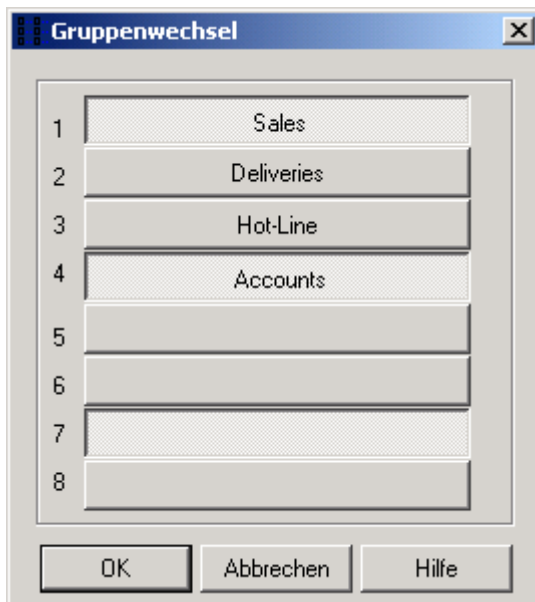 Gruppenwechsel
1 Sales
2 Deliveries
3 Hot-Line
4 Accounts
5
6
7
8
OK Abbrechen Hilfe